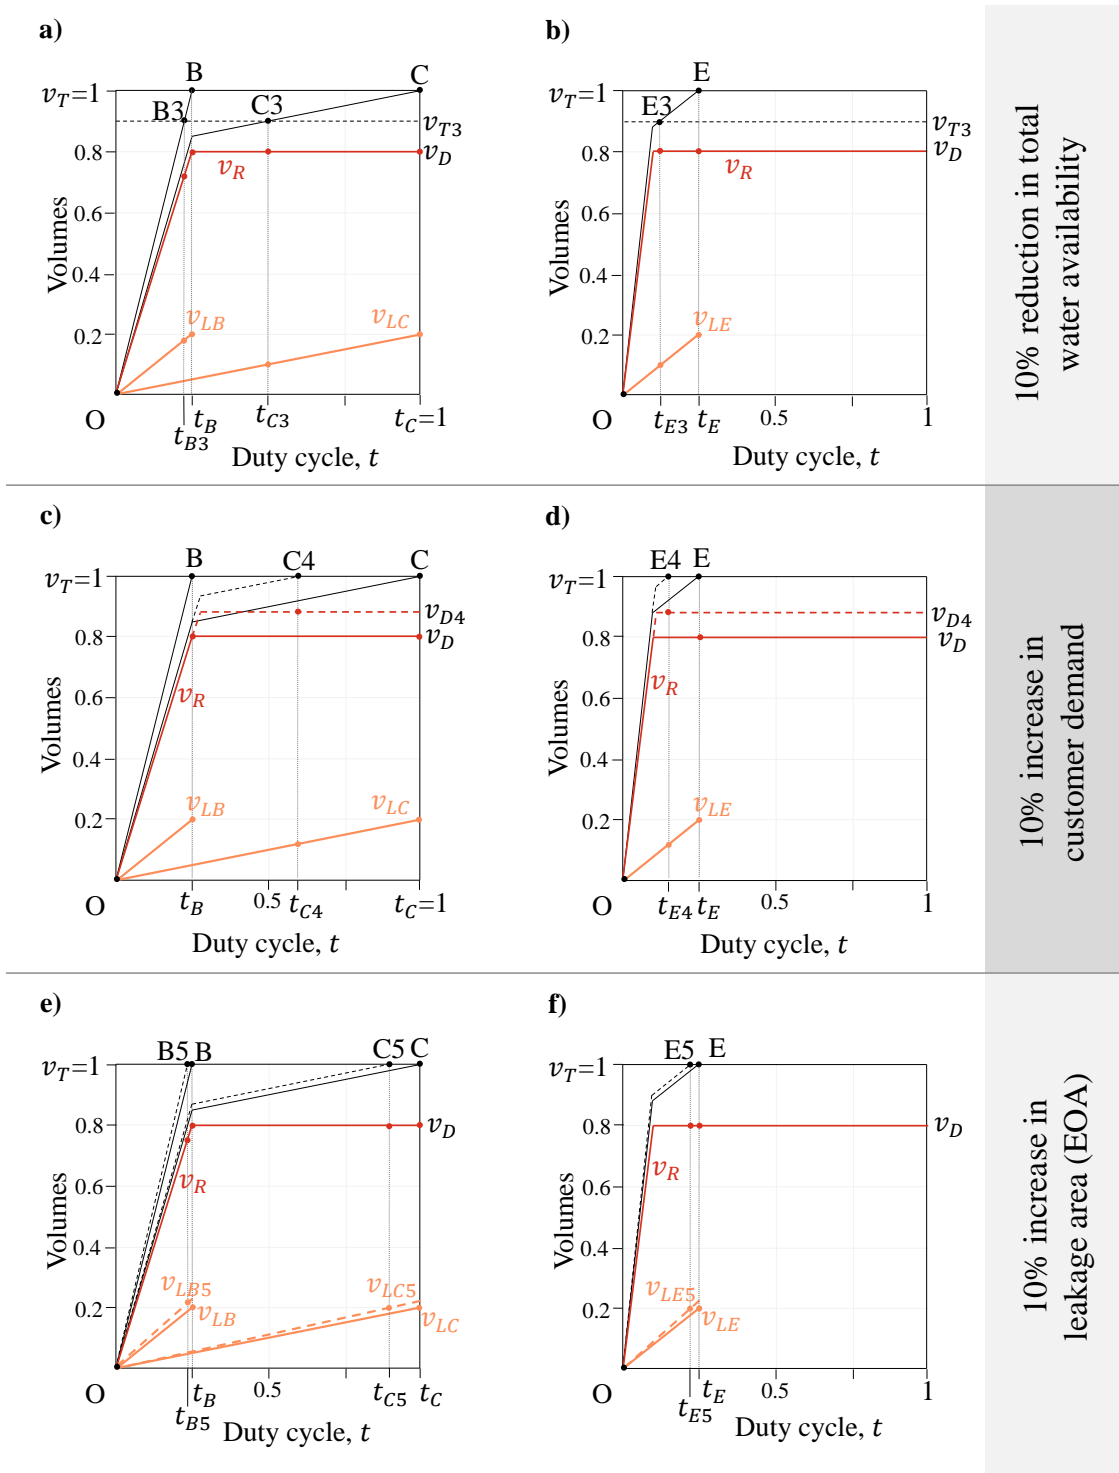 a)
b)
B
C
E
v_T=1
B3
C3
E3
v_T3
v_D
v_T3
v_D
0.8
0.6
0.4
0.2
Volumes
v_R
v_LB
v_LC
0.8
0.6
0.4
0.2
Volumes
v_R
v_LE
O
t_B3
t_B
t_C3
t_C=1
Duty cycle, t
O
t_E3
t_E
0.5
1
Duty cycle, t
10% reduction in total
water availability
c)
d)
B
C4
C
E4
E
v_T=1
v_D4
v_D
v_T=1
v_D4
v_D
0.8
0.6
0.4
0.2
Volumes
v_R
v_LB
v_LC
0.8
0.6
0.4
0.2
Volumes
v_R
v_LE
O
t_B
0.5
t_C4
t_C=1
Duty cycle, t
O
t_E4
t_E
0.5
1
Duty cycle, t
10% increase in
customer demand
e)
f)
B5
B
C5
C
E5
E
v_T=1
v_D
v_T=1
v_D
0.8
0.6
0.4
0.2
Volumes
v_R
v_LB5
v_LB
v_LC5
v_LC
0.8
0.6
0.4
0.2
Volumes
v_R
v_LE5
v_LE
O
t_B5
t_B
0.5
t_C5
t_C
Duty cycle, t
O
t_E5
t_E
0.5
1
Duty cycle, t
10% increase in
leakage area (EOA)
v_T=1